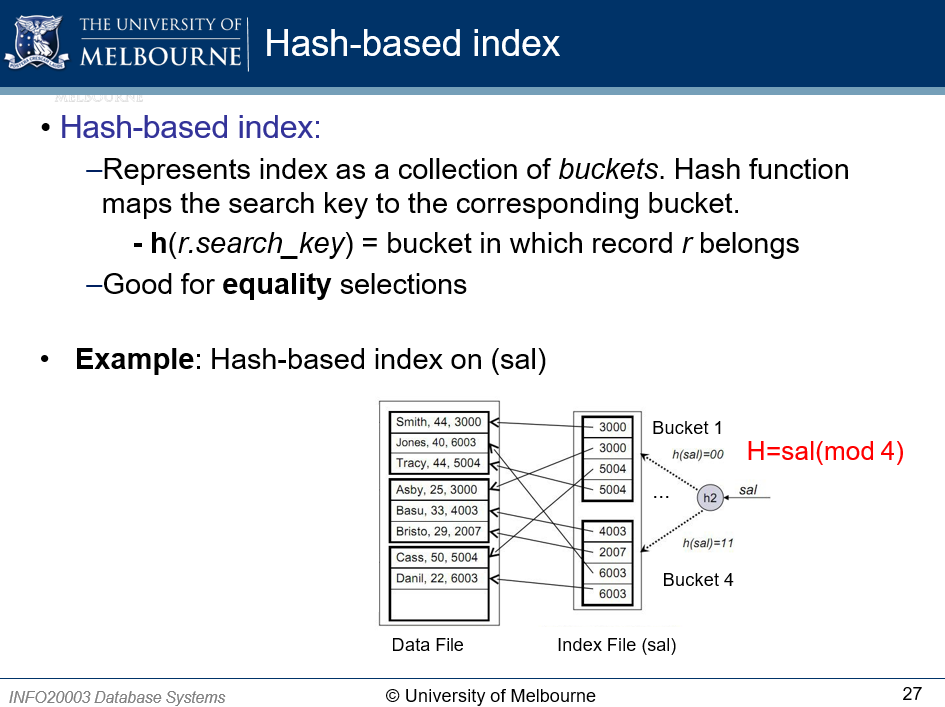 THE UNIVERSITY OF
MELBOURNE
Hash-based index
MELBOURNE
• Hash-based index:
–Represents index as a collection of buckets. Hash function
maps the search key to the corresponding bucket.
- h(r.search_key) = bucket in which record r belongs
–Good for equality selections
• Example: Hash-based index on (sal)
Smith, 44, 3000
Jones, 40, 6003
Tracy, 44, 5004
Asby, 25, 3000
Basu, 33, 4003
Bristo, 29, 2007
Cass, 50, 5004
Danil, 22, 6003
Data File
3000
3000
5004
5004
4003
2007
6003
6003
Index File (sal)
Bucket 1
h(sal)=00
H=sal(mod 4)
...
h2
sal
h(sal)=11
Bucket 4
INFO20003 Database Systems
© University of Melbourne
27